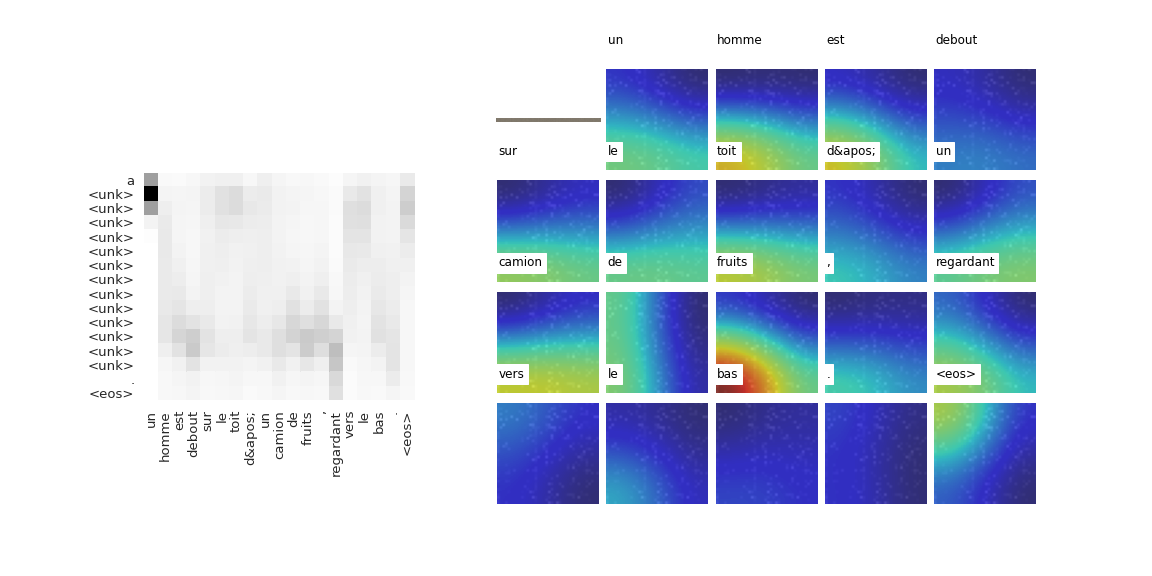 un homme est debout
sur le toit d&apos; un
camion de fruits , regardant
vers le bas . <eos>
a
<unk>
<unk>
<unk>
<unk>
<unk>
<unk>
<unk>
<unk>
<unk>
<unk>
<unk>
<unk>
<unk>
.
<eos>
un
homme
est
debout
sur
le
toit
d&apos;
un
camion
de
fruits
,
regardant
vers
le
bas
.
<eos>